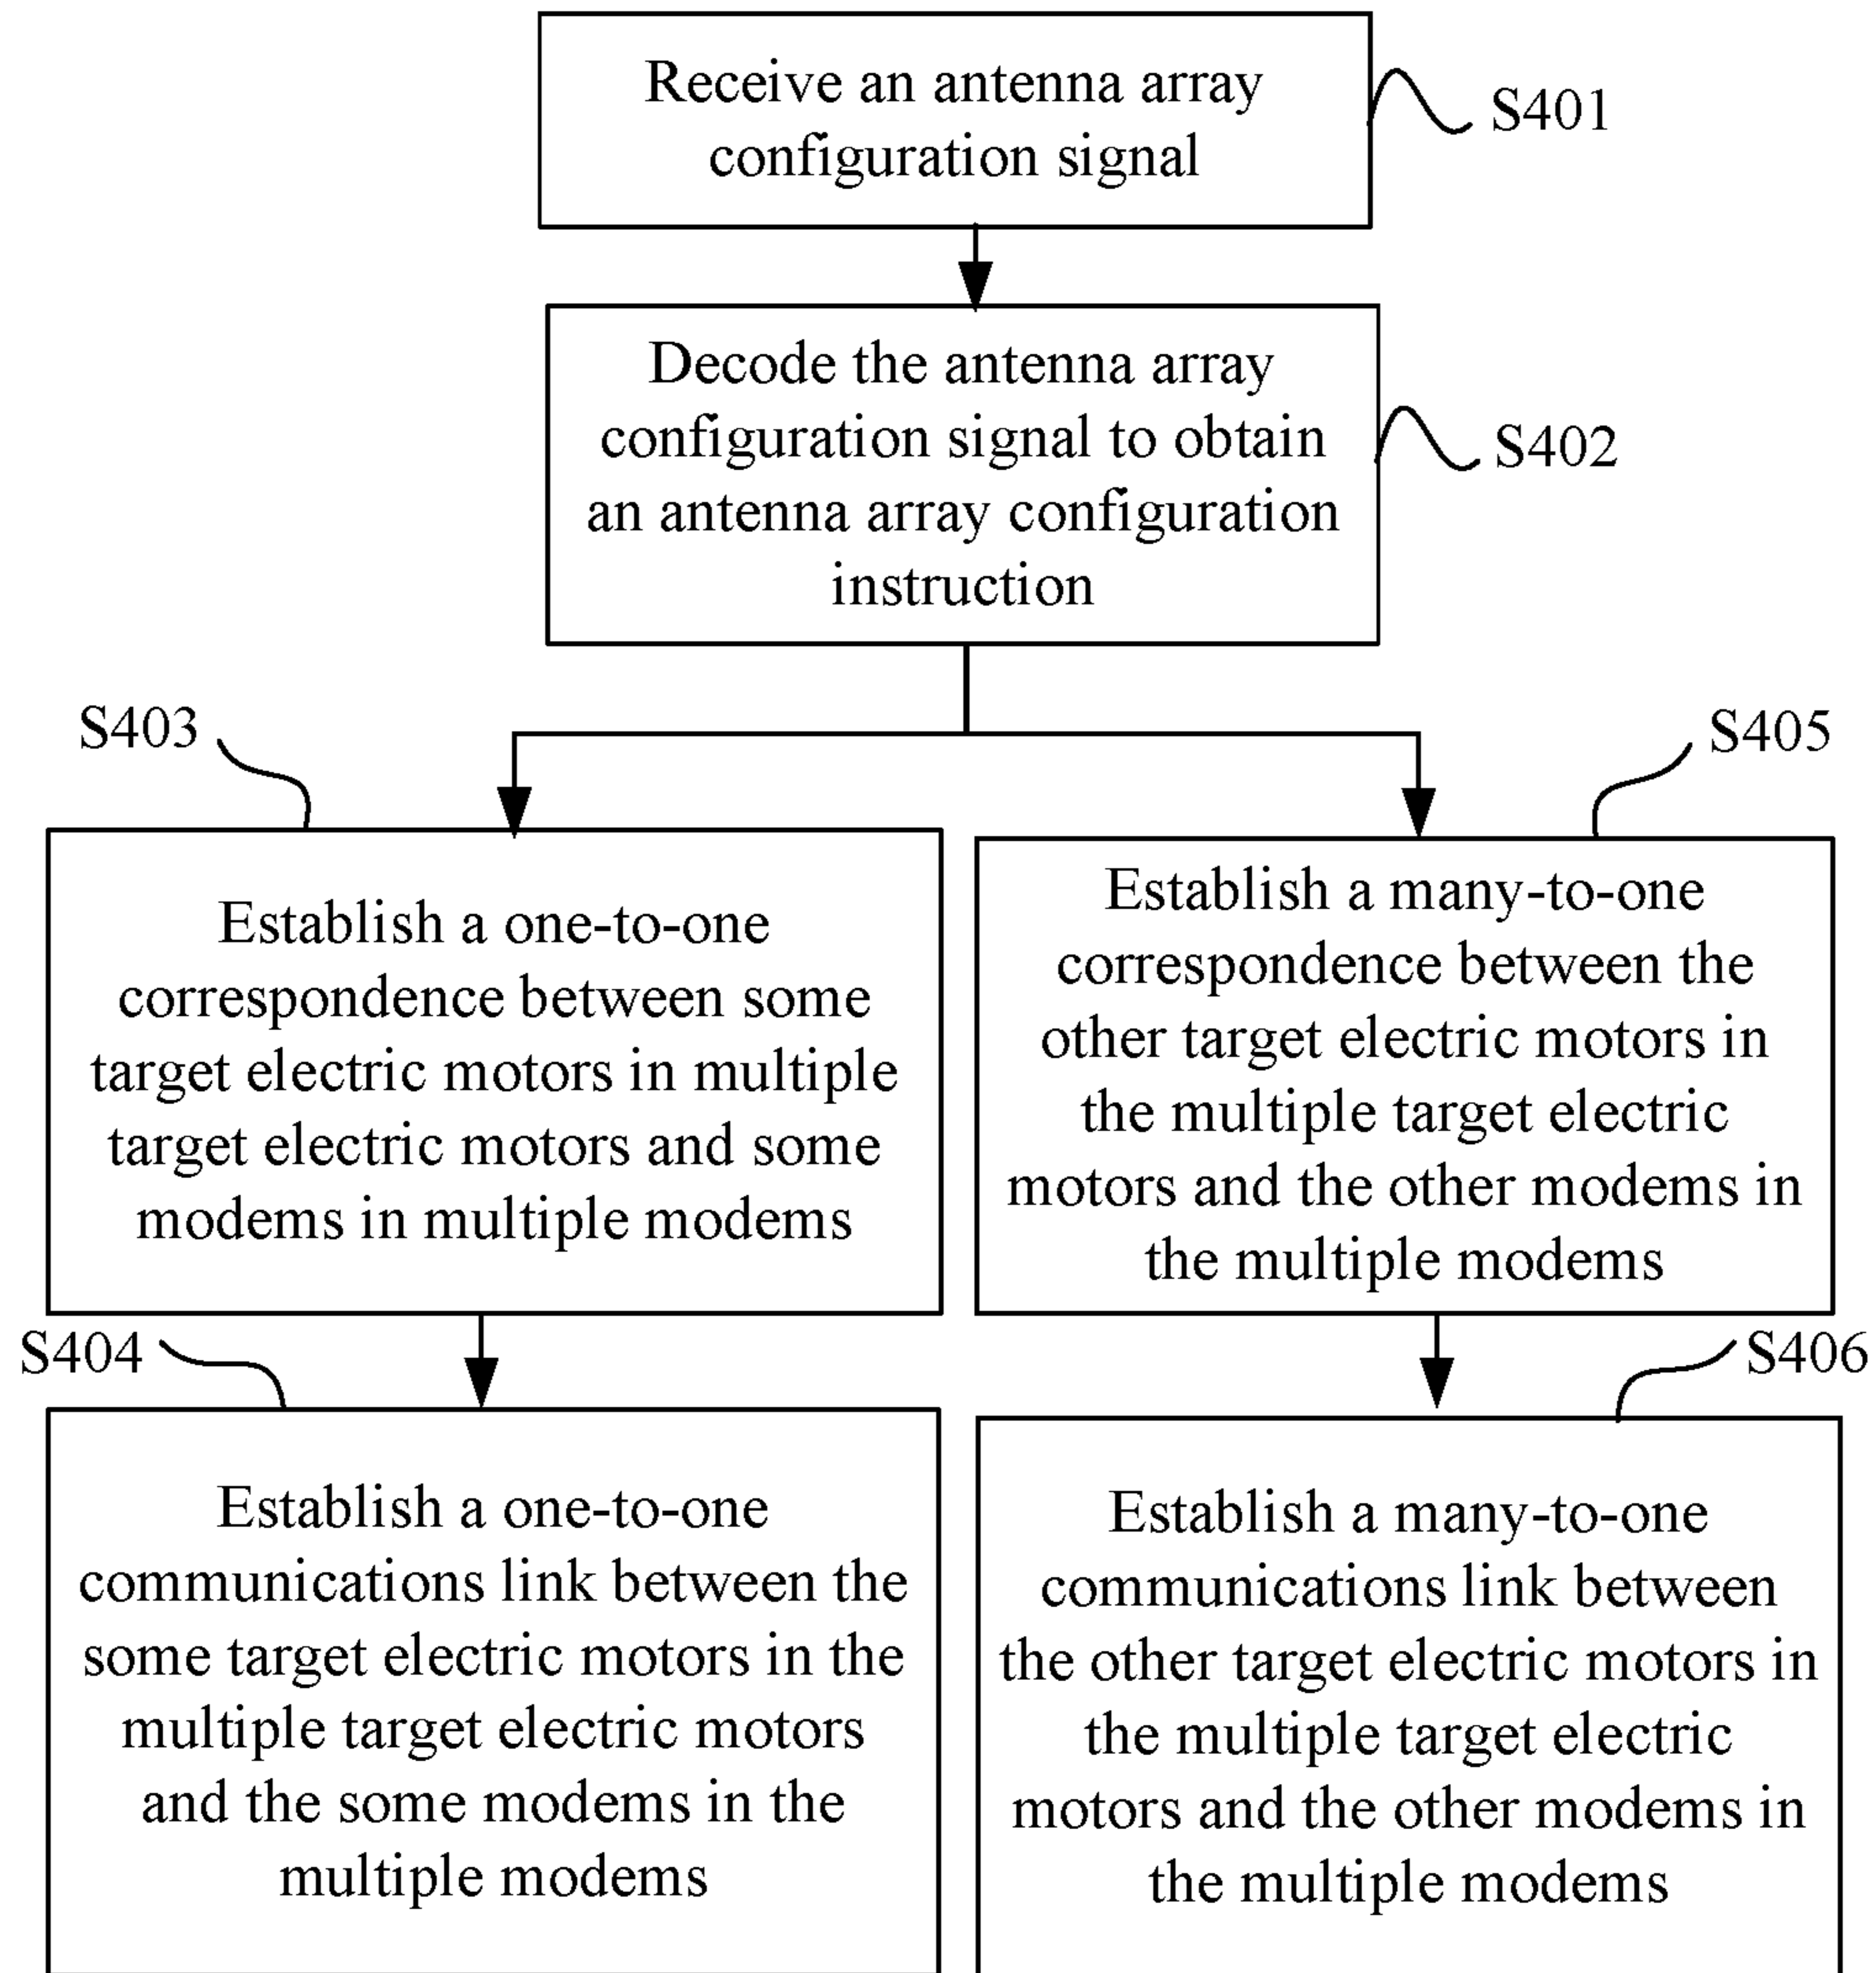 Receive an antenna array
configuration signal
S401
Decode the antenna array
configuration signal to obtain
an antenna array configuration
instruction
S402
S403
Establish a one-to-one
correspondence between some
target electric motors in multiple
target electric motors and some
modems in multiple modems
S405
Establish a many-to-one
correspondence between the
other target electric motors in
the multiple target electric
motors and the other modems in
the multiple modems
S404
Establish a one-to-one
communications link between the
some target electric motors in the
multiple target electric motors
and the some modems in the
multiple modems
S406
Establish a many-to-one
communications link between
the other target electric motors in
the multiple target electric
motors and the other modems in
the multiple modems